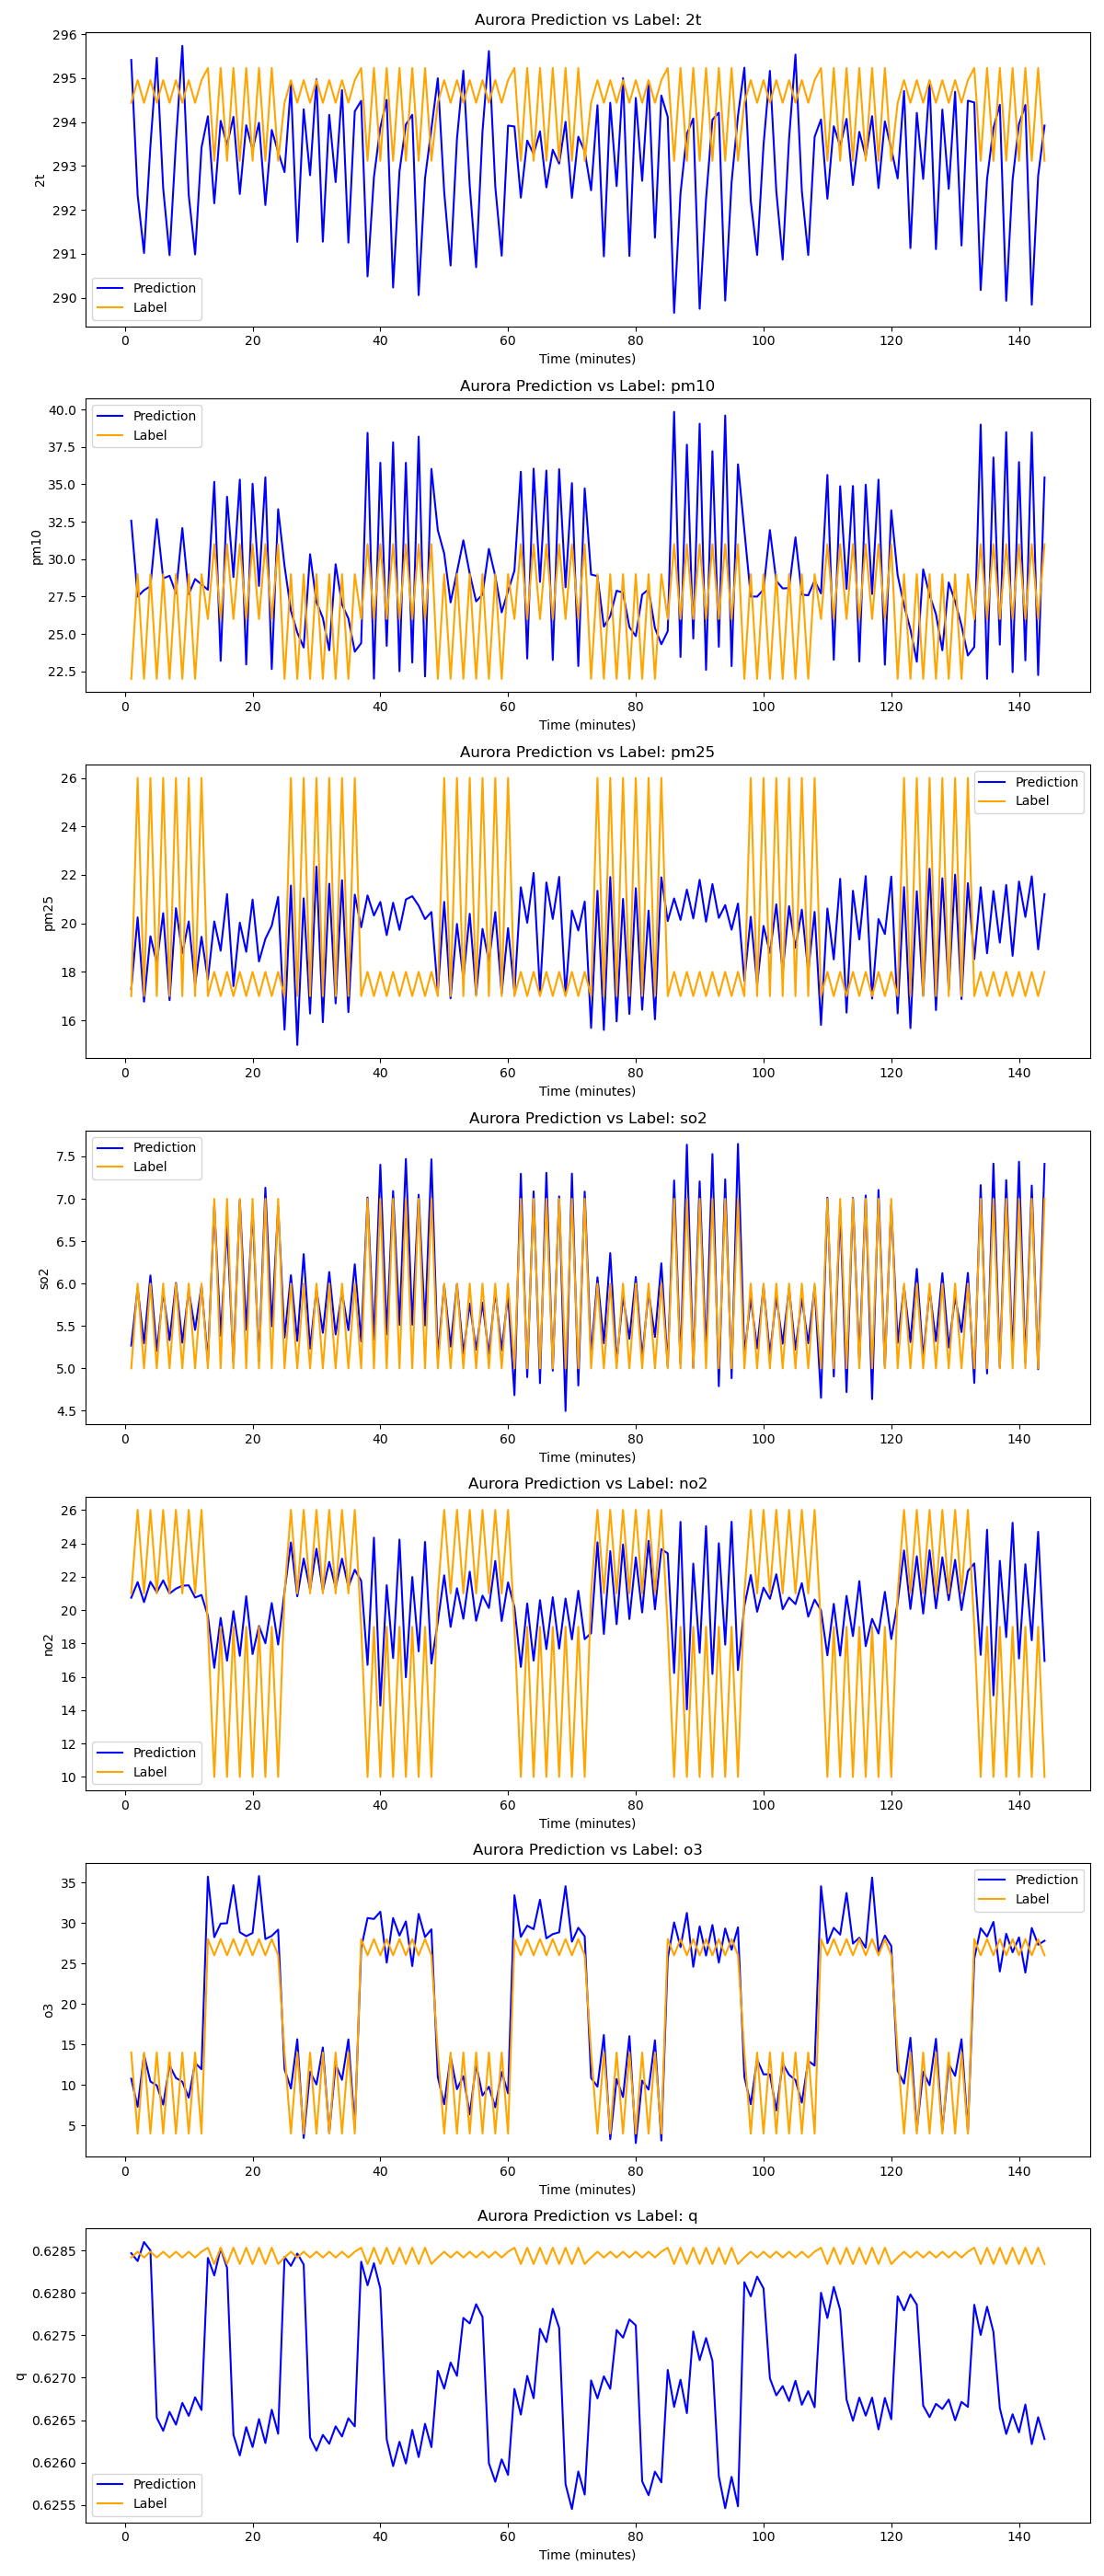 Aurora Prediction vs Label: 2t
296
295
294
293
292
291
290
2t
Prediction
Label
0 20 40 60 80 100 120 140
Time (minutes)
Aurora Prediction vs Label: pm10
40.0
37.5
35.0
32.5
30.0
27.5
25.0
22.5
pm10
Prediction
Label
0 20 40 60 80 100 120 140
Time (minutes)
Aurora Prediction vs Label: pm25
26
24
22
20
18
16
pm25
Prediction
Label
0 20 40 60 80 100 120 140
Time (minutes)
Aurora Prediction vs Label: so2
7.5
7.0
6.5
6.0
5.5
5.0
4.5
so2
Prediction
Label
0 20 40 60 80 100 120 140
Time (minutes)
Aurora Prediction vs Label: no2
26
24
22
20
18
16
14
12
10
no2
Prediction
Label
0 20 40 60 80 100 120 140
Time (minutes)
Aurora Prediction vs Label: o3
35
30
25
20
15
10
5
o3
Prediction
Label
0 20 40 60 80 100 120 140
Time (minutes)
Aurora Prediction vs Label: q
0.6285
0.6280
0.6275
0.6270
0.6265
0.6260
0.6255
q
Prediction
Label
0 20 40 60 80 100 120 140
Time (minutes)